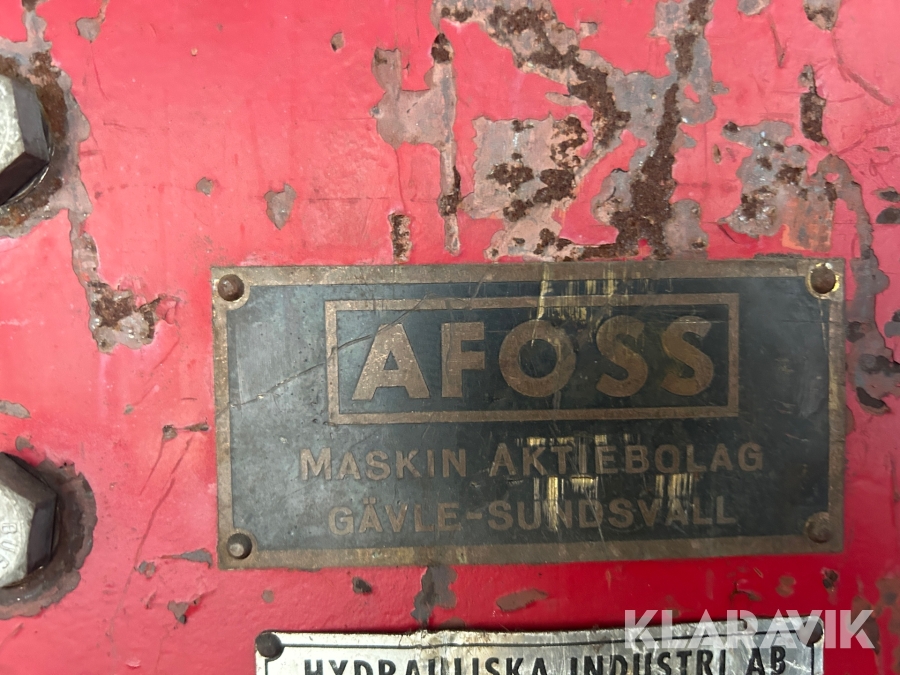 AFOSS
MASKIN AKTIEBOLAG
GÄVLE-SUNDSVALL
KLARAVIK
HYDRAULISKA INDUSTRI AB